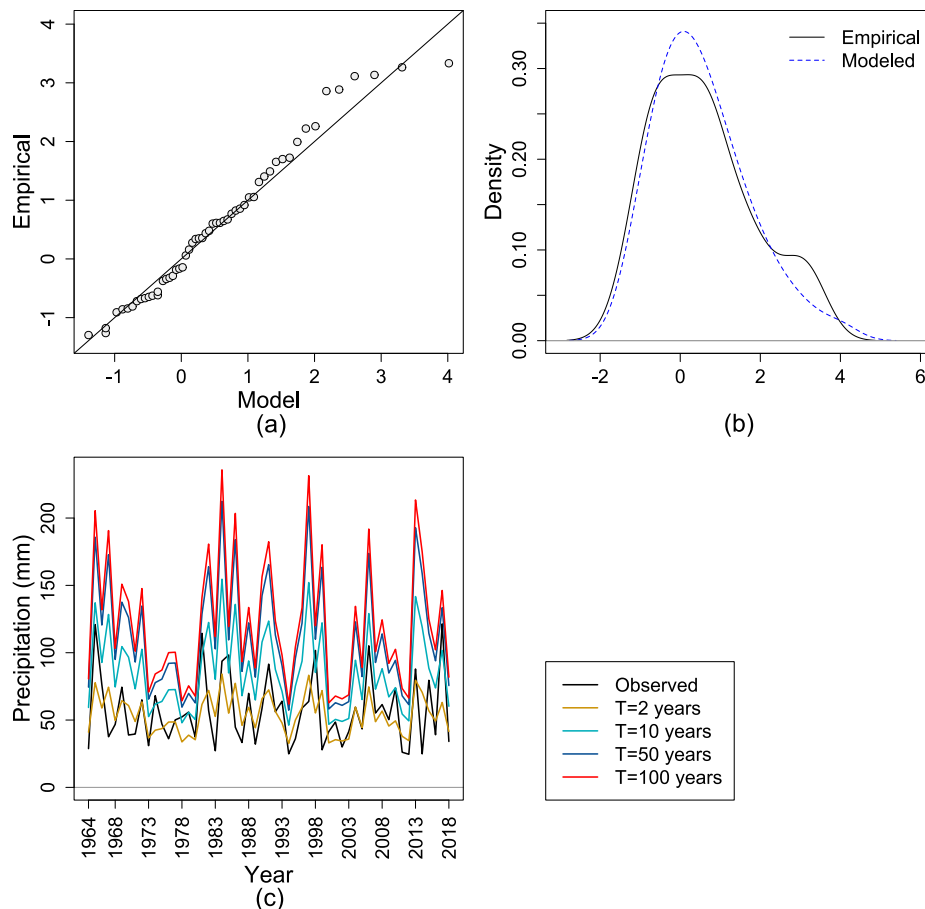 4
3
2
1
0
-1
Empirical
-1
0
1
2
3
4
Model
(a)
0.30
0.20
0.10
0.00
Density
Empirical
Modeled
-2
0
2
4
6
(b)
200
150
100
50
0
Precipitation (mm)
1964
1968
1973
1978
1983
1988
1993
1998
2003
2008
2013
2018
Year
(c)
Observed
T=2 years
T=10 years
T=50 years
T=100 years